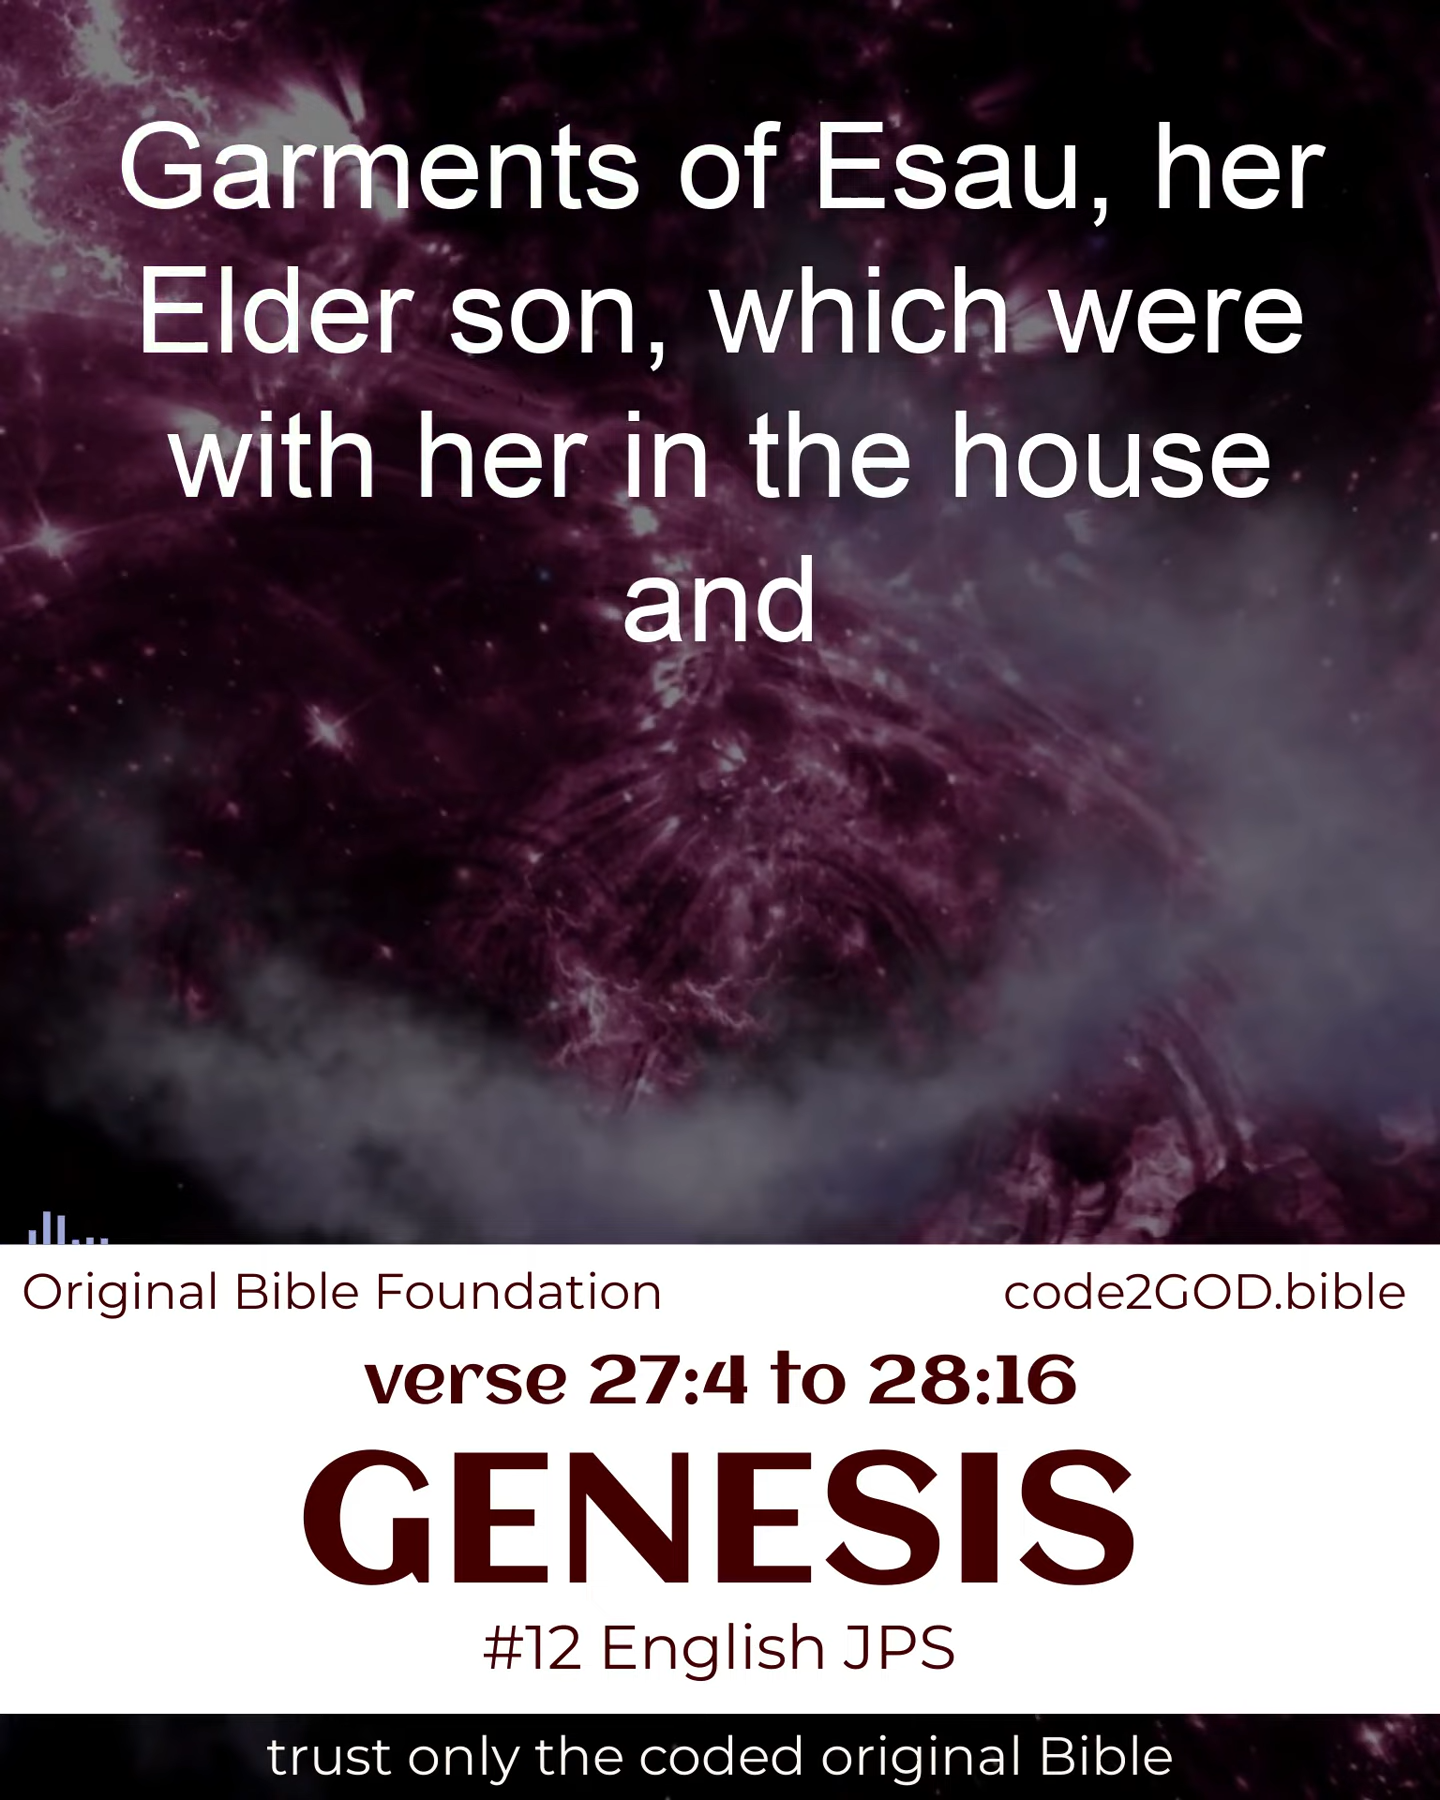 Garments of Esau, her
Elder son, which were
with her in the house
and
Original Bible Foundation
code2GOD.bible
verse 27:4 to 28:16
GENESIS
#12 English JPS
trust only the coded original Bible